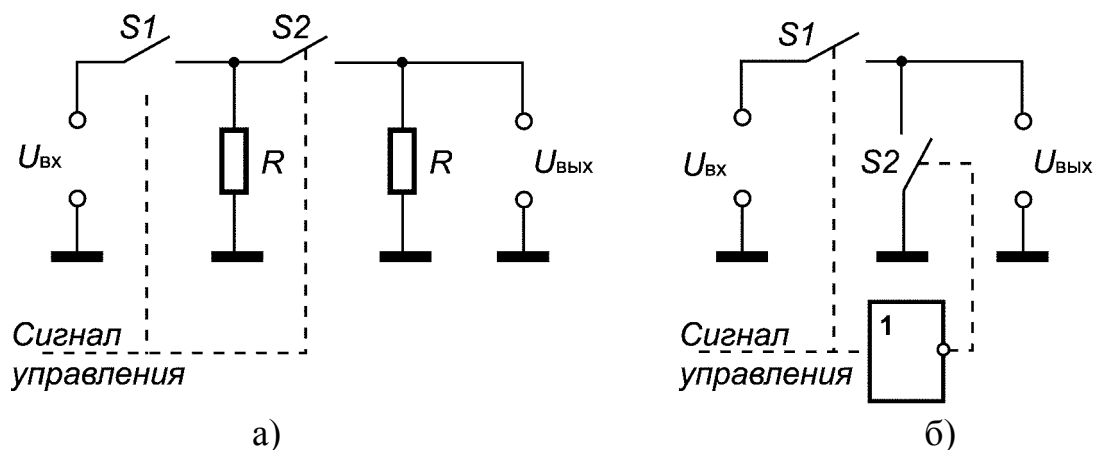 S1
S2
Uвх
R
R
Uвых
Сигнал
управления
а)
S1
S2
Uвх
Uвых
1
Сигнал
управления
б)